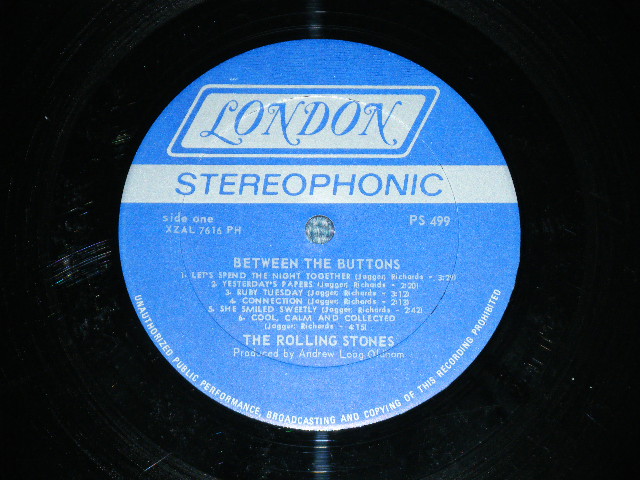 LONDON
STEREOPHONIC
side one
XZAL 7616 PH
PS 499
BETWEEN THE BUTTONS
1- LET'S SPEND THE NIGHT TOGETHER (Jagger; Richards - 3:29)
2- YESTERDAY'S PAPERS (Jagger; Richards - 2:20)
3- RUBY TUESDAY (Jagger; Richards - 3:12)
4- CONNECTION (Jagger; Richards - 2:13)
5- SHE SMILED SWEETLY (Jagger; Richards - 2:42)
6- COOL, CALM AND COLLECTED
(Jagger; Richards - 4:15)
THE ROLLING STONES
Produced by Andrew Loog Oldham
UNAUTHORIZED PUBLIC PERFORMANCE, BROADCASTING AND COPYING OF THIS RECORDING PROHIBITED